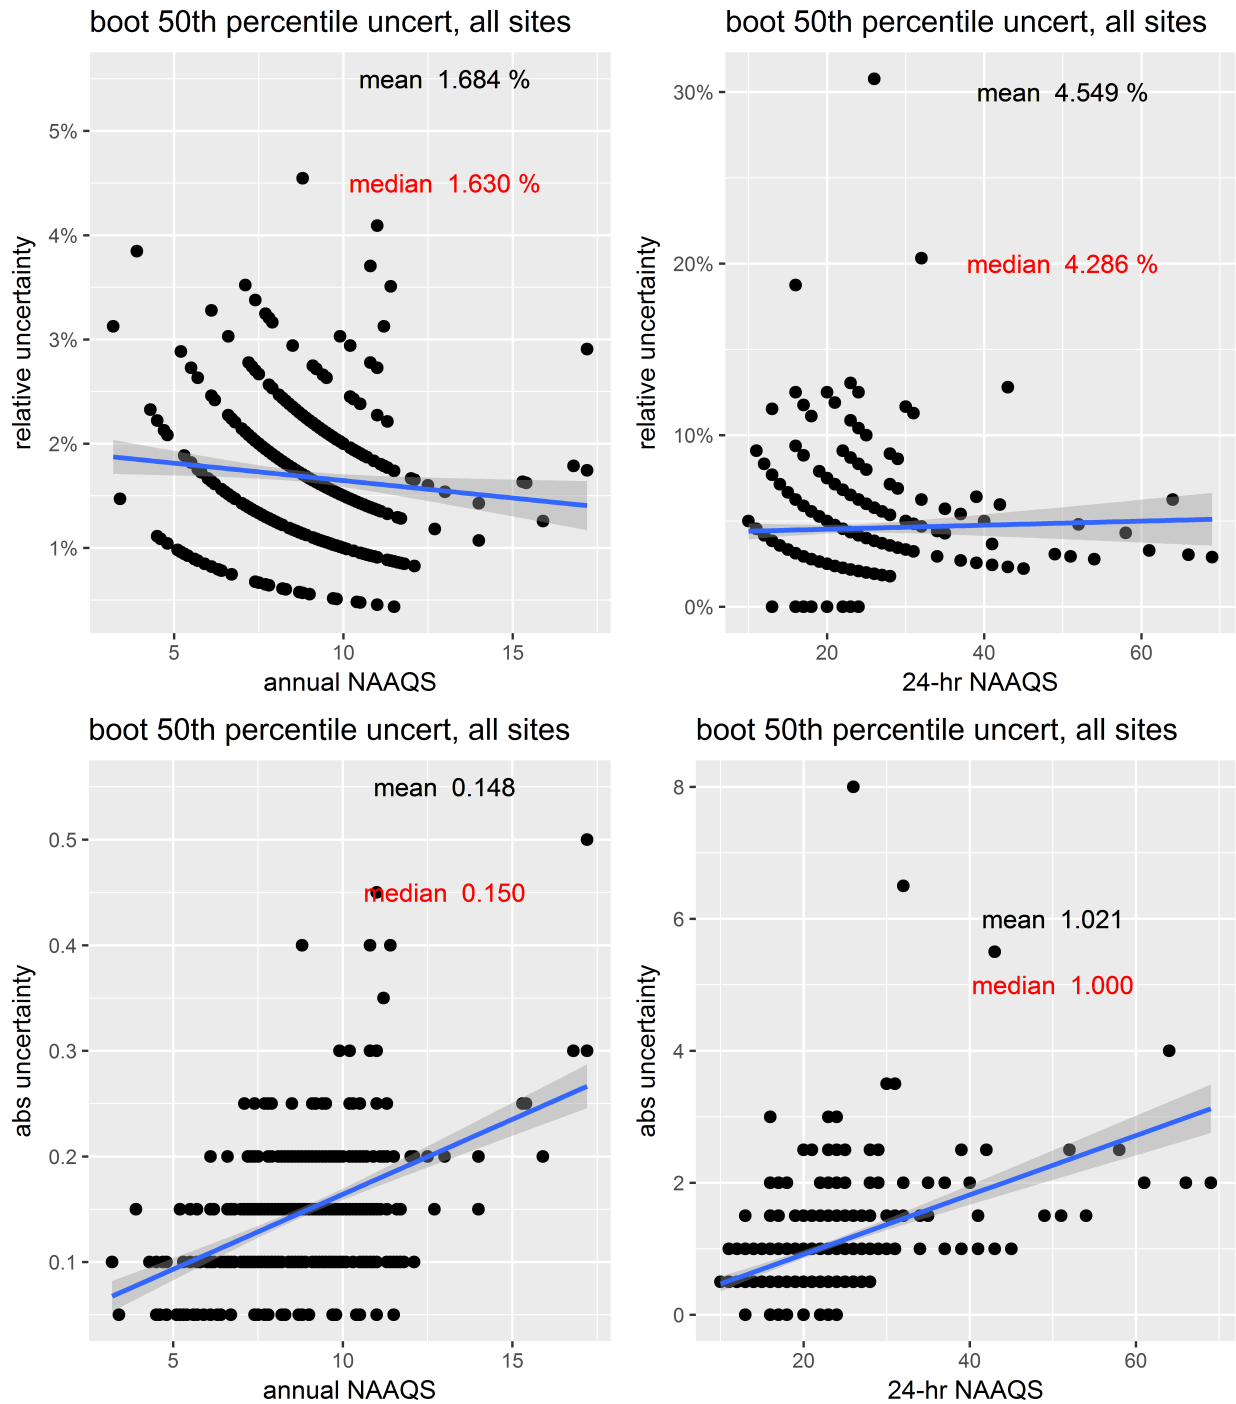 boot 50th percentile uncert, all sites
mean 1.684 %
median 1.630 %
5%
4%
3%
2%
1%
relative uncertainty
5
10
15
annual NAAQS
boot 50th percentile uncert, all sites
mean 4.549 %
median 4.286 %
30%
20%
10%
0%
relative uncertainty
20
40
60
24-hr NAAQS
boot 50th percentile uncert, all sites
mean 0.148
median 0.150
0.5
0.4
0.3
0.2
0.1
abs uncertainty
5
10
15
annual NAAQS
boot 50th percentile uncert, all sites
mean 1.021
median 1.000
8
6
4
2
0
abs uncertainty
20
40
60
24-hr NAAQS